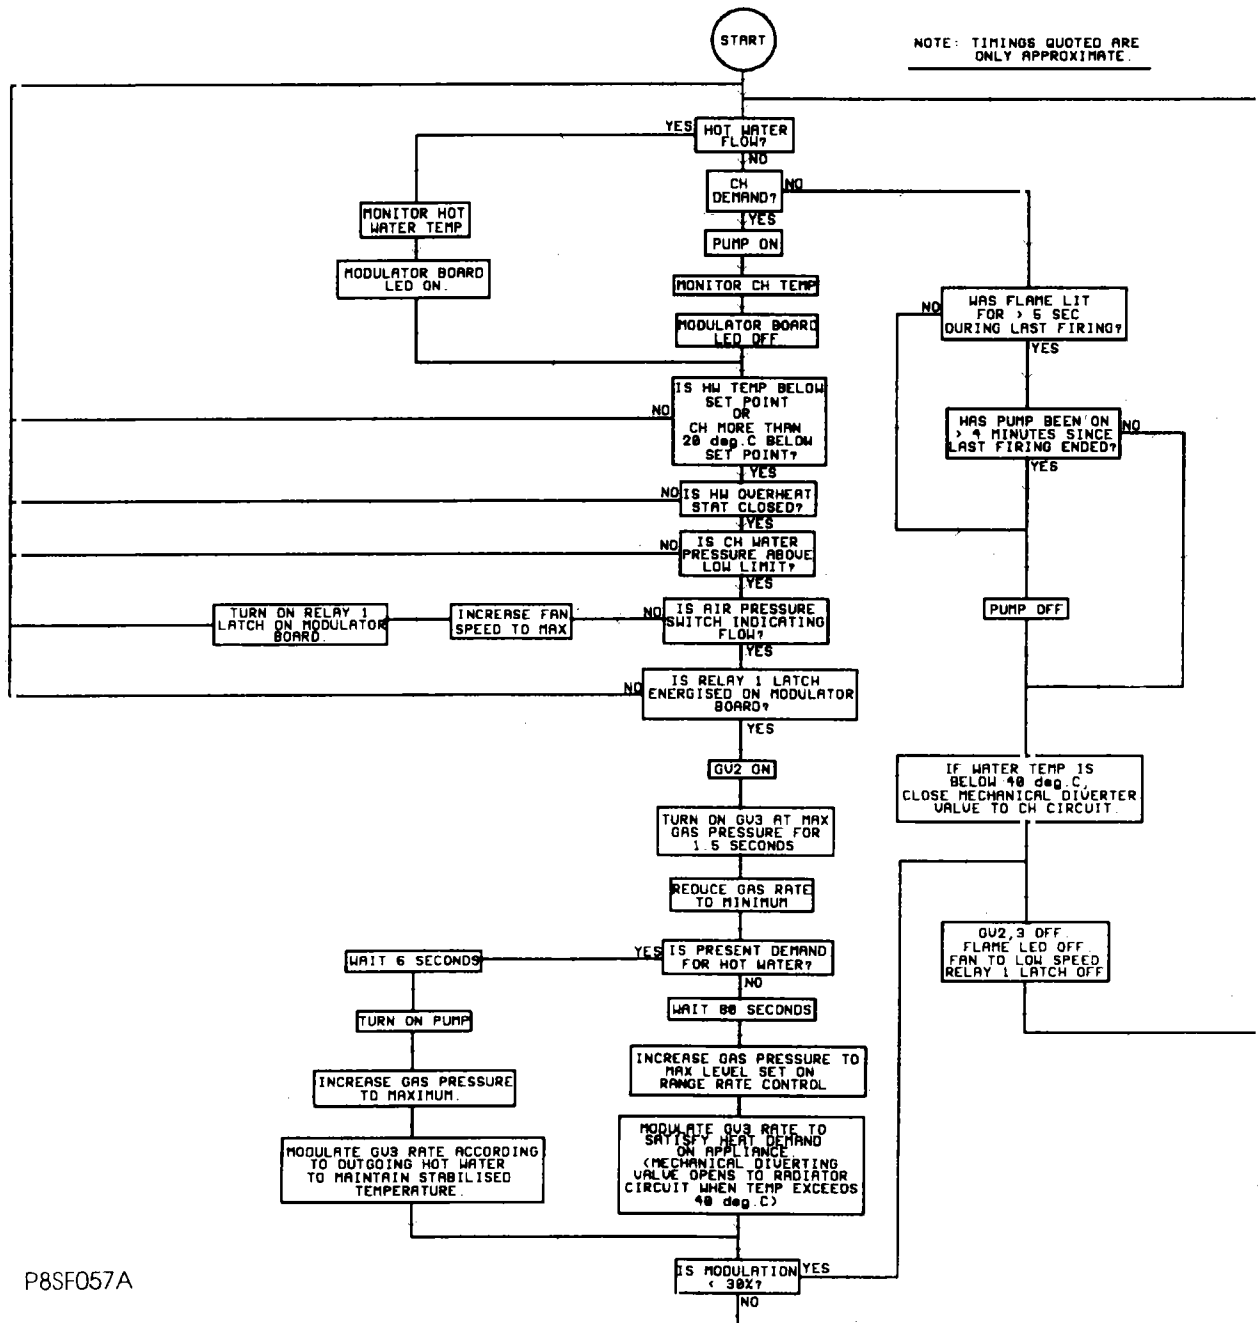 START
NOTE: TIMINGS QUOTED ARE
ONLY APPROXIMATE.
YES
HOT WATER
FLOW?
NO
CH
DEMAND?
NO
YES
MONITOR HOT
WATER TEMP
PUMP ON
MODULATOR BOARD
LED ON.
MONITOR CH TEMP
MODULATOR BOARD
LED OFF.
NO
WAS FLAME LIT
FOR > 5 SEC
DURING LAST FIRING?
YES
NO
IS HW TEMP BELOW
SET POINT
OR
CH MORE THAN
20 deg.C BELOW
SET POINT?
YES
WAS PUMP BEEN ON
> 4 MINUTES SINCE
LAST FIRING ENDED?
NO
YES
NO
IS HW OVERHEAT
STAT CLOSED?
YES
NO
IS CH WATER
PRESSURE ABOVE
LOW LIMIT?
YES
TURN ON RELAY 1
LATCH ON MODULATOR
BOARD.
INCREASE FAN
SPEED TO MAX
NO
IS AIR PRESSURE
SWITCH INDICATING
FLOW?
YES
PUMP OFF
NO
IS RELAY 1 LATCH
ENERGISED ON MODULATOR
BOARD?
YES
GV2 ON
IF WATER TEMP IS
BELOW 40 deg.C,
CLOSE MECHANICAL DIVERTER
VALUE TO CH CIRCUIT.
TURN ON GV3 AT MAX
GAS PRESSURE FOR
1.5 SECONDS
REDUCE GAS RATE
TO MINIMUM
WAIT 6 SECONDS
YES
IS PRESENT DEMAND
FOR HOT WATER?
NO
GV2,3 OFF.
FLAME LED OFF.
FAN TO LOW SPEED
RELAY 1 LATCH OFF
TURN ON PUMP
WAIT 80 SECONDS
INCREASE GAS PRESSURE
TO MAXIMUM.
INCREASE GAS PRESSURE TO
MAX LEVEL SET ON
RANGE RATE CONTROL
MODULATE GV3 RATE ACCORDING
TO OUTGOING HOT WATER
TO MAINTAIN STABILISED
TEMPERATURE.
MODULATE GV3 RATE TO
SATISFY HEAT DEMAND
ON APPLIANCE.
(MECHANICAL DIVERTING
VALUE OPENS TO RADIATOR
CIRCUIT WHEN TEMP EXCEEDS
40 deg.C)
IS MODULATION
< 30%?
YES
NO
P8SF057A